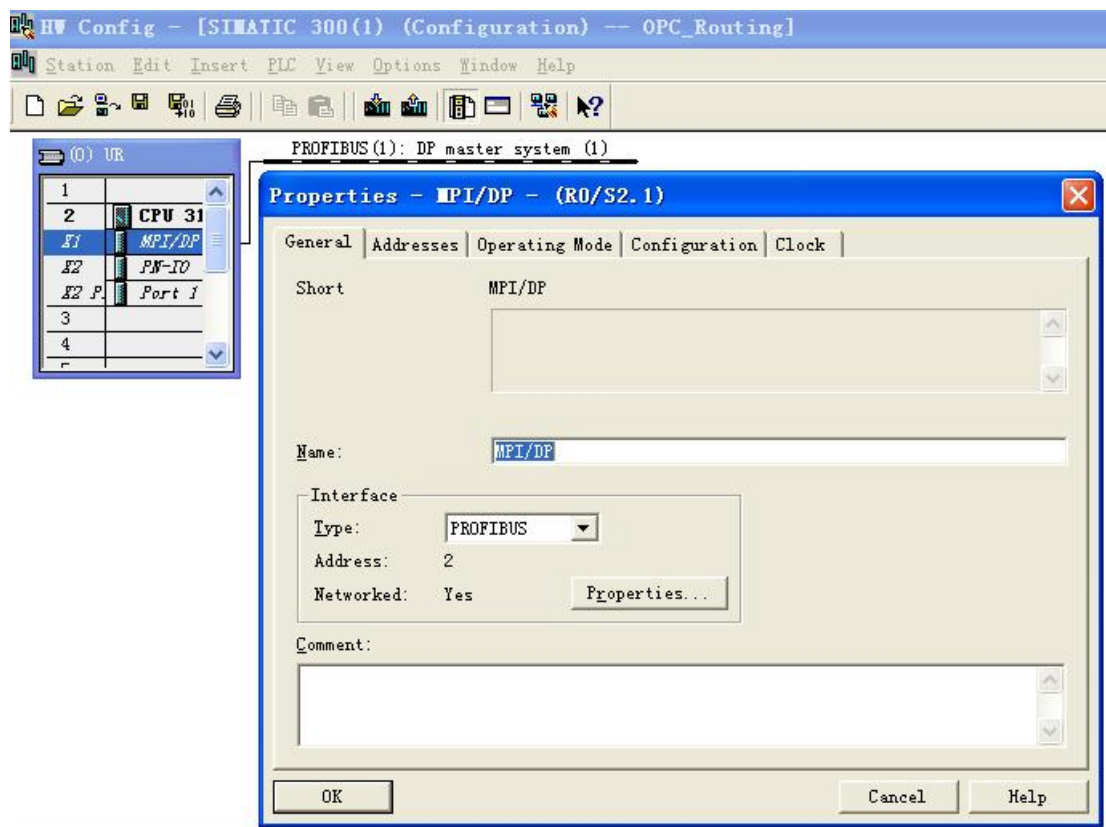 HW Config - [SIMATIC 300(1) (Configuration) -- OPC_Routing]
Station Edit Insert PLC View Options Window Help
(0) UR
PROFIBUS(1): DP master system (1)
1
2 CPU 31
X1 MPI/DP
X2 PN-IO
X2 P. Port 1
3
4
Properties - MPI/DP - (R0/S2.1)
General Addresses Operating Mode Configuration Clock
Short MPI/DP
Name: MPI/DP
Interface
Type: PROFIBUS
Address: 2
Networked: Yes Properties...
Comment:
OK Cancel Help